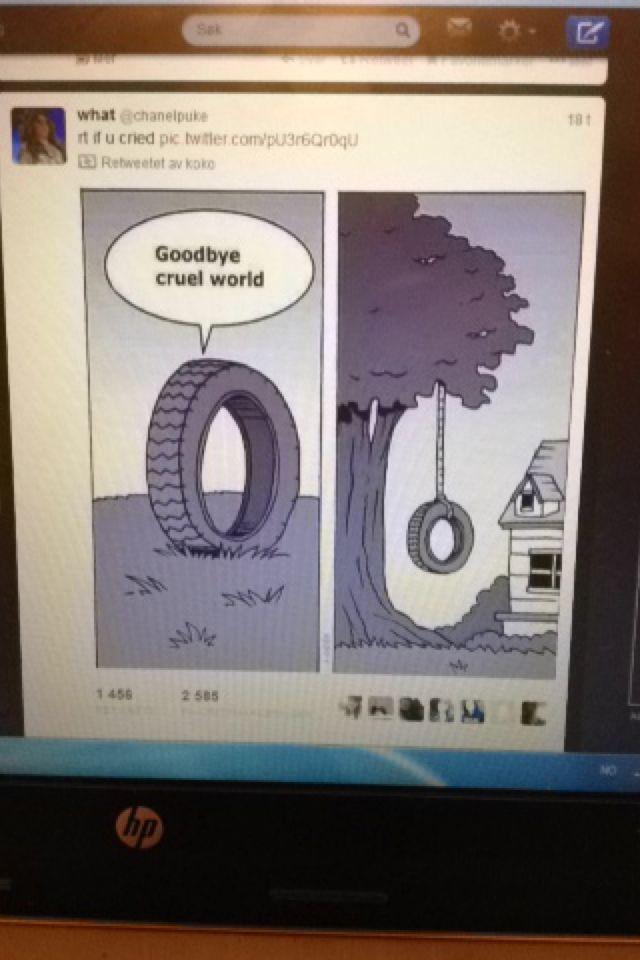 Søk
what @chanelpuke
18 t
rt if u cried pic.twitter.com/pU3r6Qr0qU
Retweetet av koko
Goodbye
cruel world
1 456 2 585
NO
hp